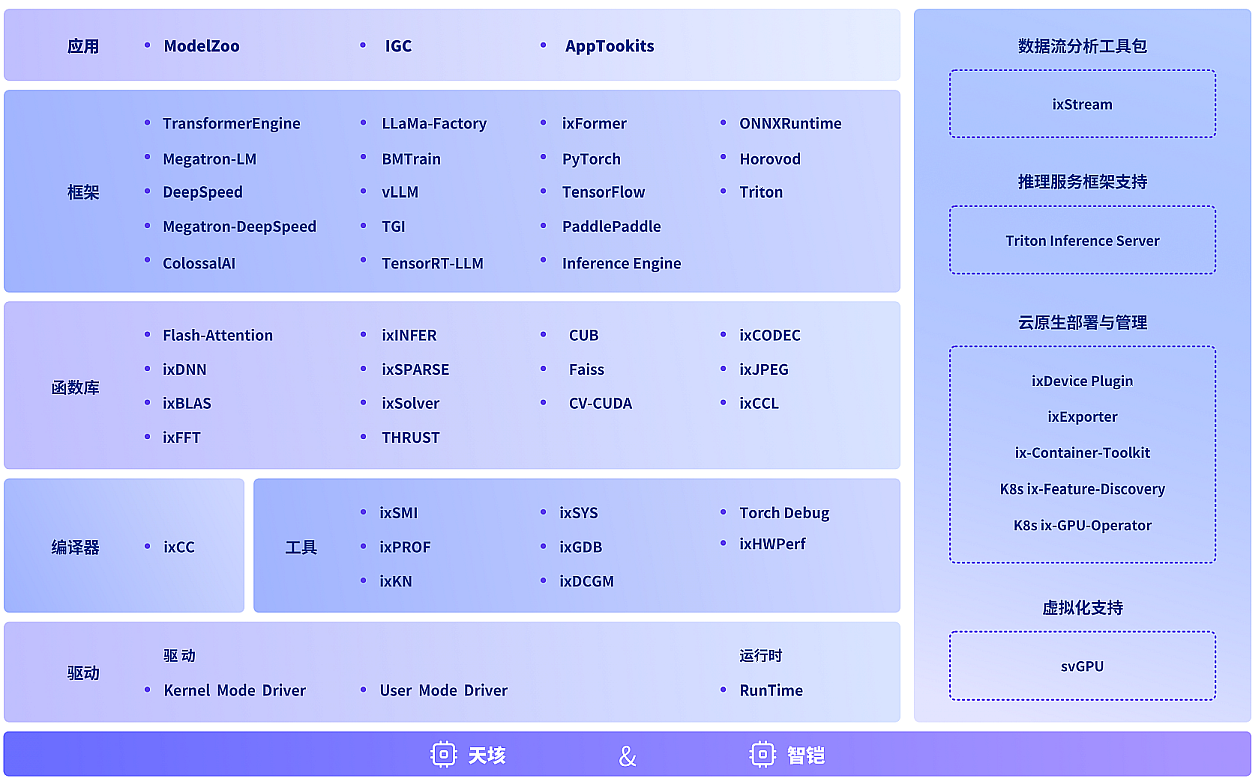 应用
ModelZoo
IGC
AppTookits
框架
TransformerEngine
LLaMa-Factory
ixFormer
ONNXRuntime
Megatron-LM
BMTrain
PyTorch
Horovod
DeepSpeed
vLLM
TensorFlow
Triton
Megatron-DeepSpeed
TGI
PaddlePaddle
ColossalAI
TensorRT-LLM
Inference Engine
函数库
Flash-Attention
ixINFER
CUB
ixCODEC
ixDNN
ixSPARSE
Faiss
ixJPEG
ixBLAS
ixSolver
CV-CUDA
ixCCL
ixFFT
THRUST
编译器
ixCC
工具
ixSMI
ixSYS
Torch Debug
ixPROF
ixGDB
ixHWPerf
ixKN
ixDCGM
驱动
驱动
运行时
Kernel Mode Driver
User Mode Driver
RunTime
数据流分析工具包
ixStream
推理服务框架支持
Triton Inference Server
云原生部署与管理
ixDevice Plugin
ixExporter
ix-Container-Toolkit
K8s ix-Feature-Discovery
K8s ix-GPU-Operator
虚拟化支持
svGPU
天垓 & 智铠